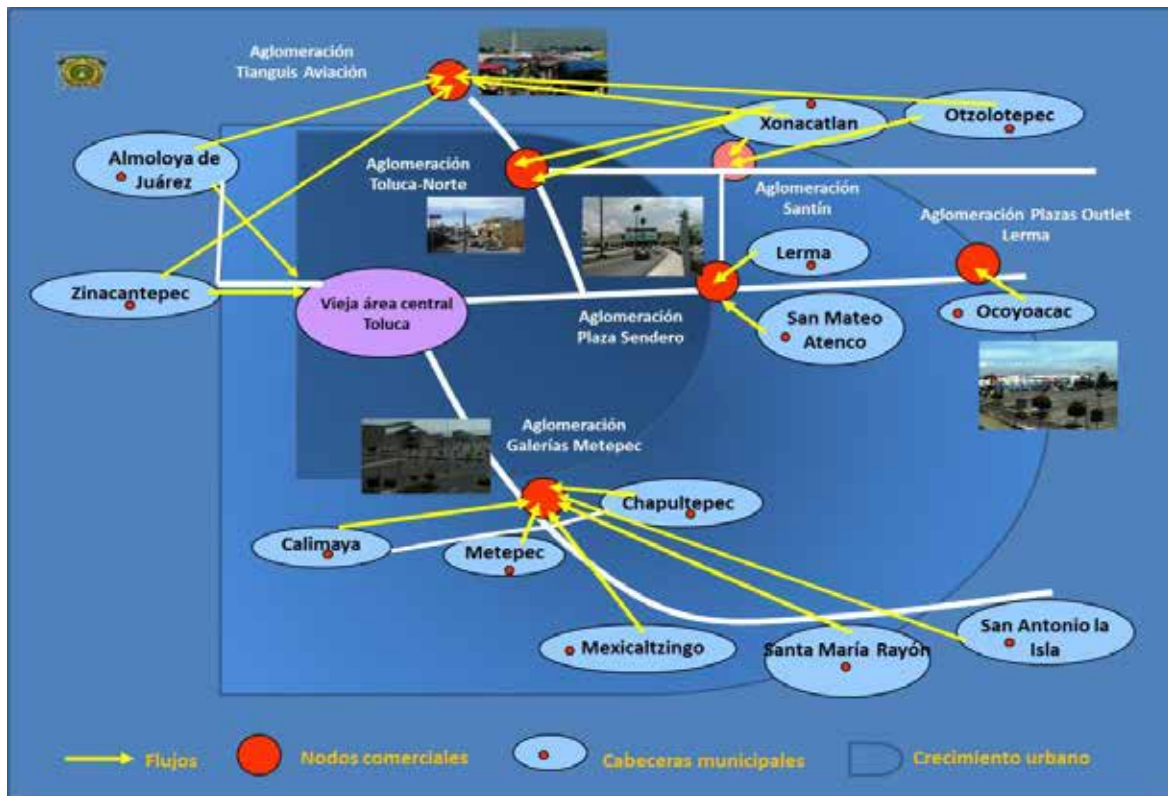 Aglomeración
Tianguis Aviación
Xonacatlan
Otzolotepec
Almoloya de
Juárez
Aglomeración
Toluca-Norte
Aglomeración
Santín
Aglomeración Plazas Outlet
Lerma
Lerma
Zinacantepec
Vieja área central
Toluca
Aglomeración
Plaza Sendero
San Mateo
Atenco
Ocoyoacac
Aglomeración
Galerías Metepec
Chapultepec
Calimaya
Metepec
Mexicaltzingo
Santa María Rayón
San Antonio la
Isla
Flujos
Nodos comerciales
Cabeceras municipales
Crecimiento urbano